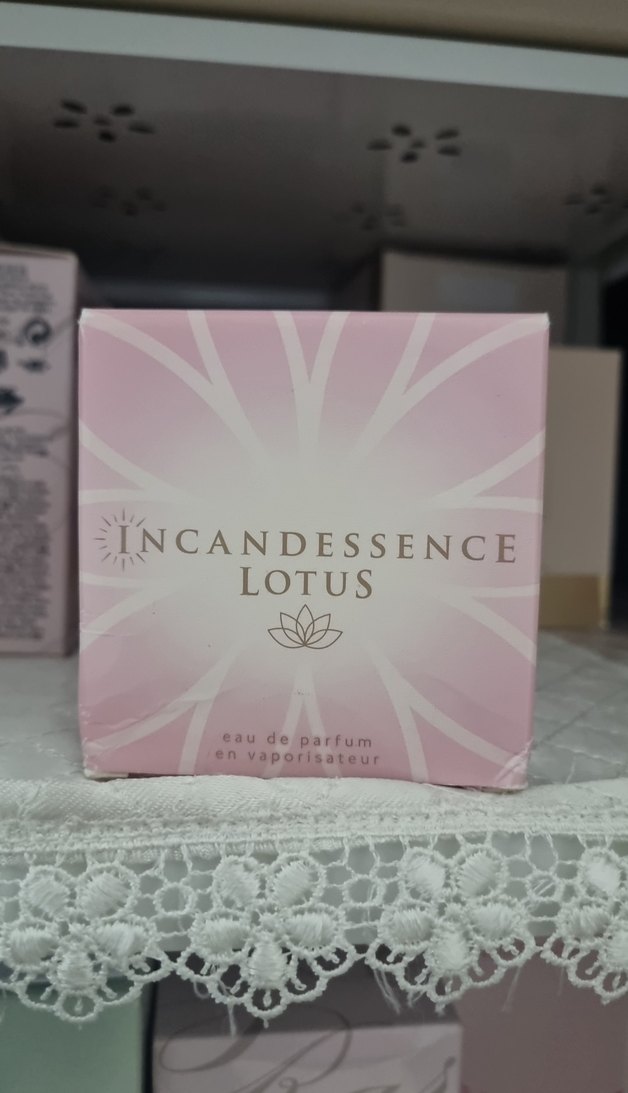 INCANDESSENCE
LOTUS
eau de parfum
en vaporisateur